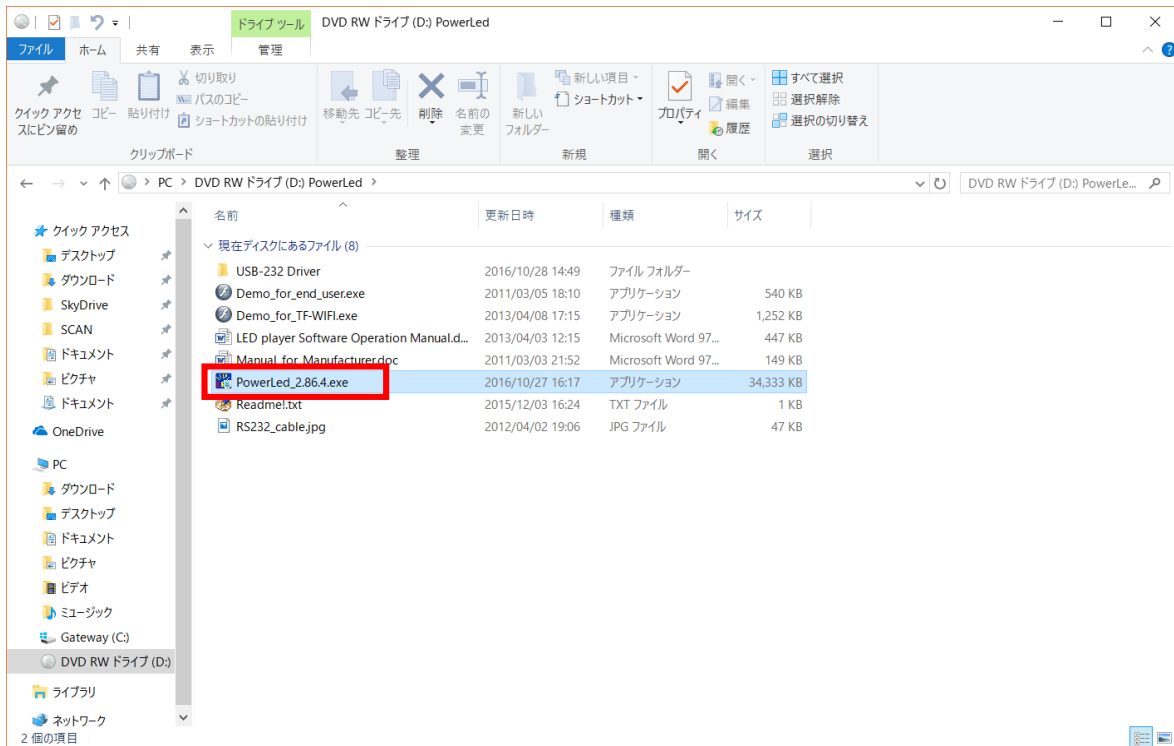 ドライブ ツール DVD RW ドライブ (D:) PowerLed
ファイル ホーム 共有 表示 管理
クイック アクセスにピン留め コピー 貼り付け 切り取り パスのコピー ショートカットの貼り付け 移動先 コピー先 削除 名前の変更 新しいフォルダー 新しい項目 ショートカット プロパティ 開く 編集 履歴 すべて選択 選択解除 選択の切り替え
クリップボード 整理 新規 開く 選択
PC DVD RW ドライブ (D:) PowerLed DVD RW ドライブ (D:) PowerLe...
クイック アクセス
デスクトップ
ダウンロード
SkyDrive
SCAN
ドキュメント
ピクチャ
ドキュメント
OneDrive
PC
ダウンロード
デスクトップ
ドキュメント
ピクチャ
ビデオ
ミュージック
Gateway (C:)
DVD RW ドライブ (D:)
ライブラリ
ネットワーク
名前 更新日時 種類 サイズ
現在ディスクにあるファイル (8)
USB-232 Driver 2016/10/28 14:49 ファイル フォルダー
Demo_for_end_user.exe 2011/03/05 18:10 アプリケーション 540 KB
Demo_for_TF-WIFI.exe 2013/04/08 17:15 アプリケーション 1,252 KB
LED player Software Operation Manual.d... 2013/04/03 12:15 Microsoft Word 97... 447 KB
Manual_for_Manufacturer.doc 2011/03/03 21:52 Microsoft Word 97... 149 KB
PowerLed_2.86.4.exe 2016/10/27 16:17 アプリケーション 34,333 KB
Readme!.txt 2015/12/03 16:24 TXT ファイル 1 KB
RS232_cable.jpg 2012/04/02 19:06 JPG ファイル 47 KB
2 個の項目